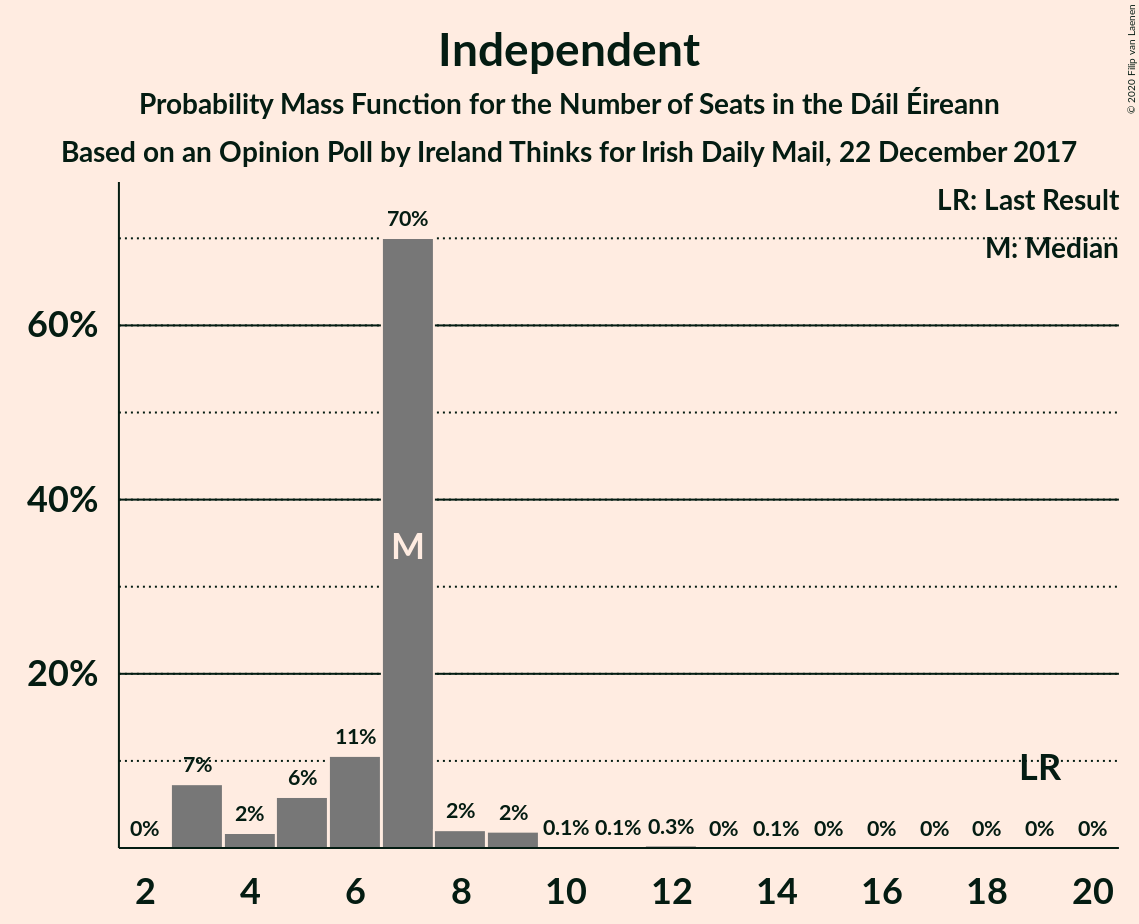 Independent
Probability Mass Function for the Number of Seats in the Dáil Éireann
Based on an Opinion Poll by Ireland Thinks for Irish Daily Mail, 22 December 2017
© 2020 Filip van Laenen
LR: Last Result
M: Median
60%
40%
20%
0%
7%
2%
6%
11%
70%
M
2%
2%
0.1%
0.1%
0.3%
0%
0.1%
0%
0%
0%
0%
0%
0%
LR
2 4 6 8 10 12 14 16 18 20